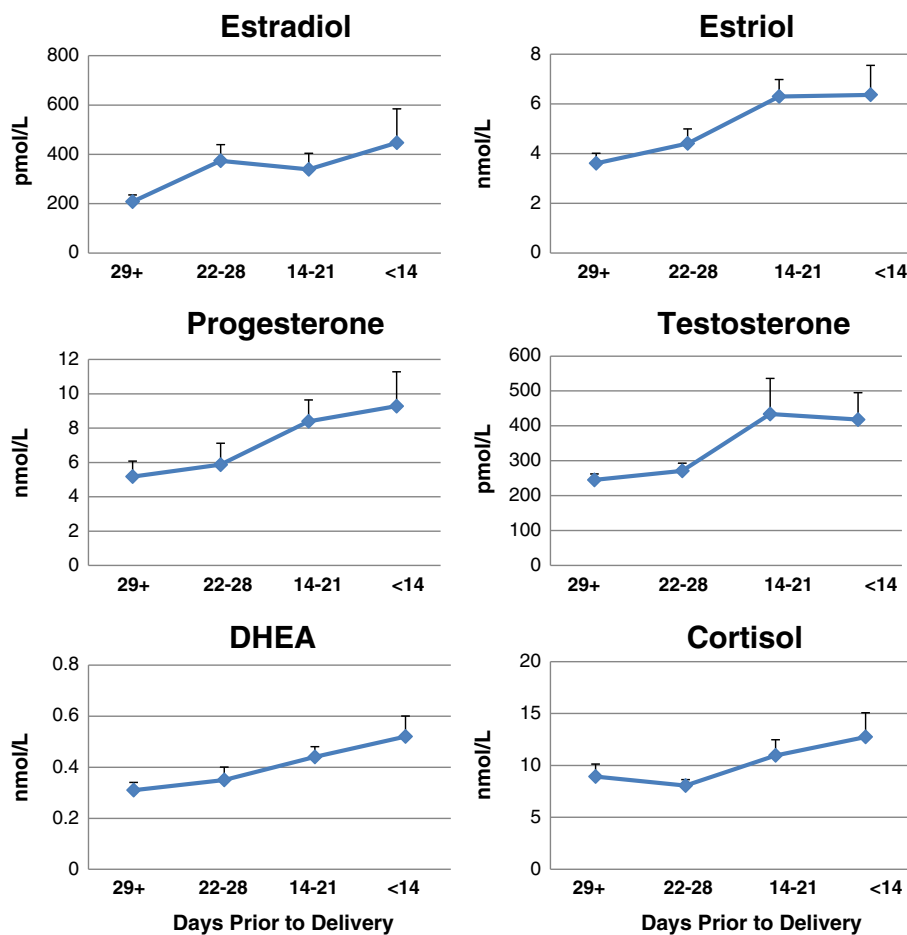 Estradiol
800
600
400
200
0
pmol/L
29+ 22-28 14-21 <14
Estriol
8
6
4
2
0
nmol/L
29+ 22-28 14-21 <14
Progesterone
12
10
8
6
4
2
0
nmol/L
29+ 22-28 14-21 <14
Testosterone
600
500
400
300
200
100
0
pmol/L
29+ 22-28 14-21 <14
DHEA
0.8
0.6
0.4
0.2
0
nmol/L
29+ 22-28 14-21 <14
Days Prior to Delivery
Cortisol
20
15
10
5
0
nmol/L
29+ 22-28 14-21 <14
Days Prior to Delivery